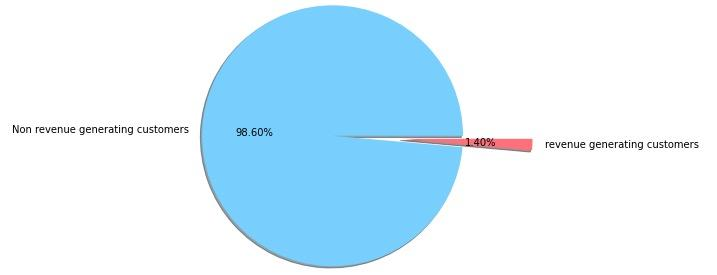 Non revenue generating customers
98.60%
1.40%
revenue generating customers